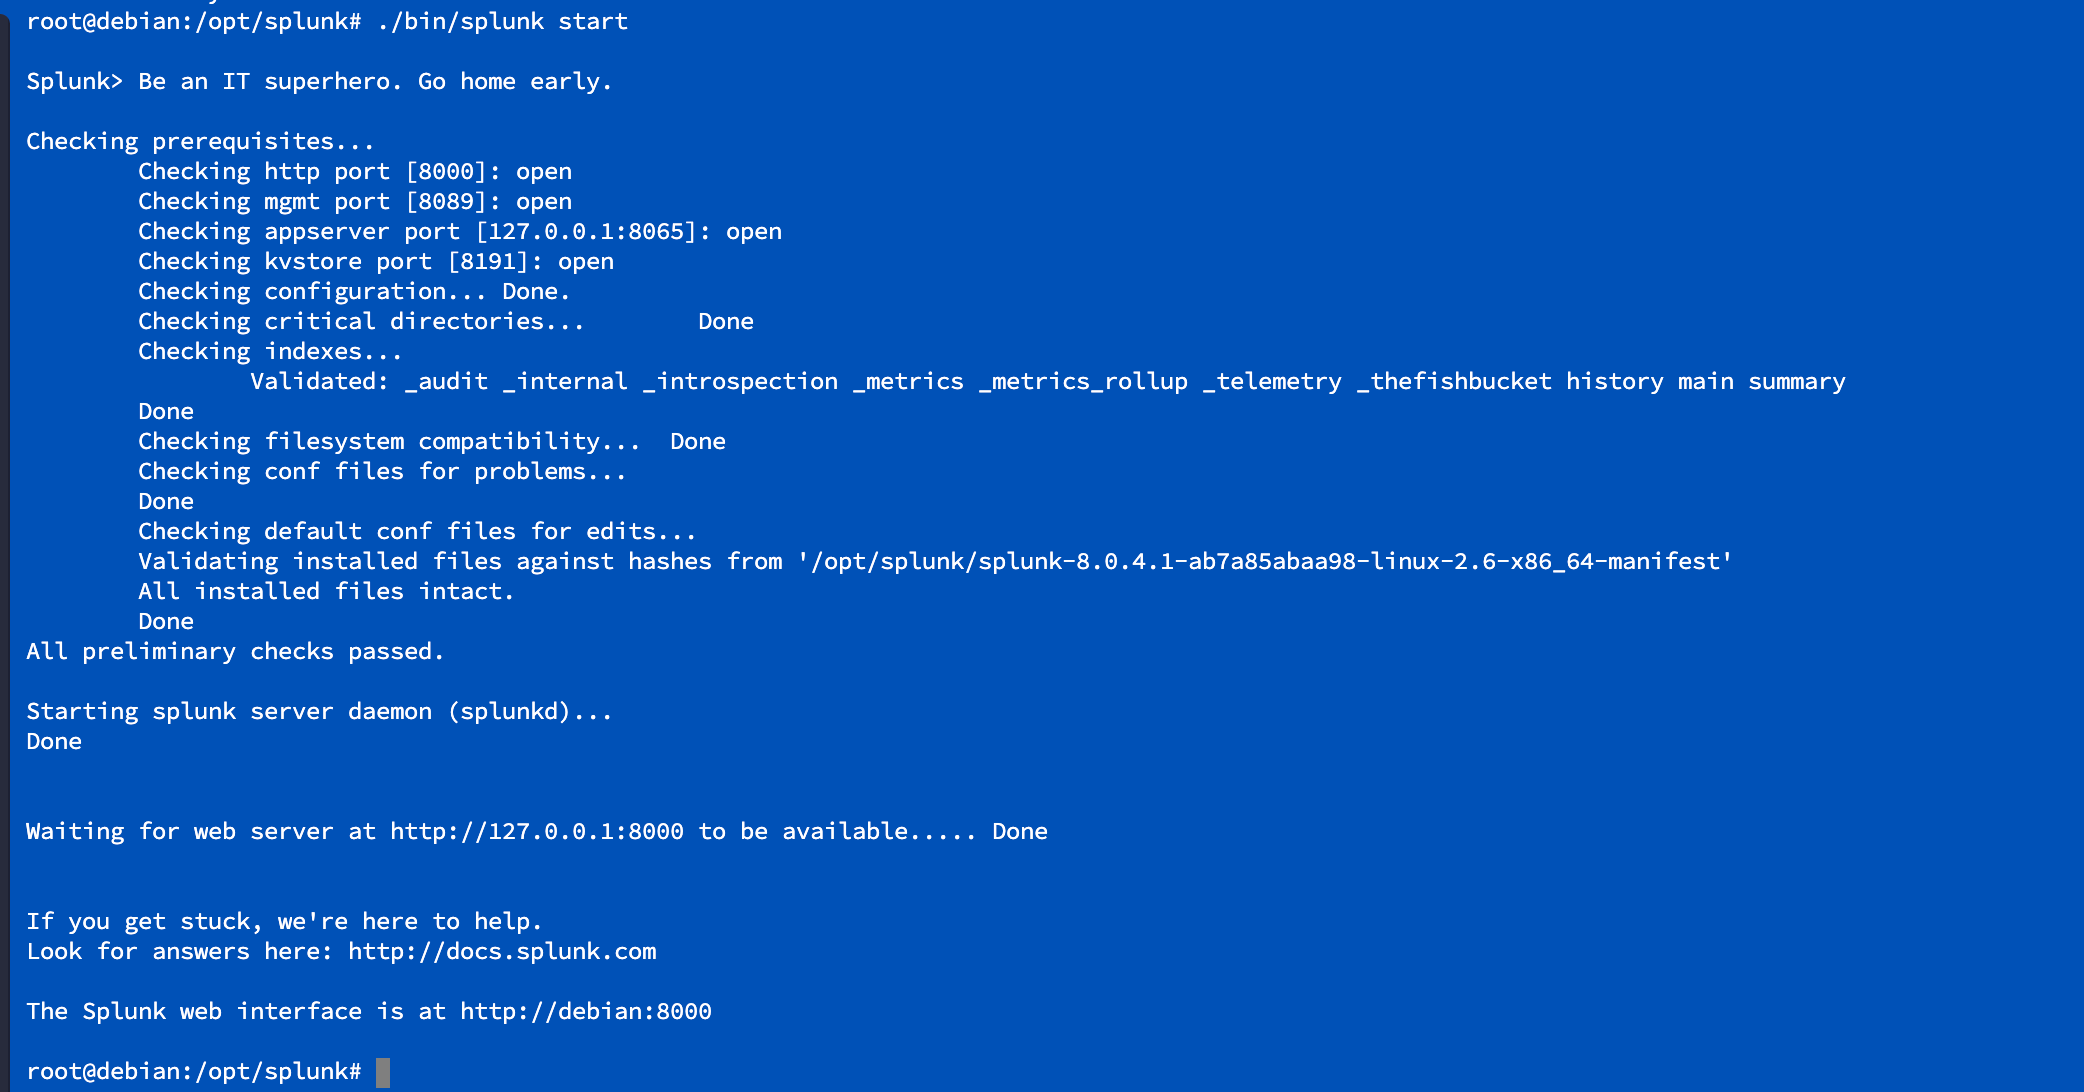 root@debian:/opt/splunk# ./bin/splunk start
Splunk> Be an IT superhero. Go home early.
Checking prerequisites...
Checking http port [8000]: open
Checking mgmt port [8089]: open
Checking appserver port [127.0.0.1:8065]: open
Checking kvstore port [8191]: open
Checking configuration... Done.
Checking critical directories... Done
Checking indexes...
Validated: _audit _internal _introspection _metrics _metrics_rollup _telemetry _thefishbucket history main summary
Done
Checking filesystem compatibility... Done
Checking conf files for problems...
Done
Checking default conf files for edits...
Validating installed files against hashes from '/opt/splunk/splunk-8.0.4.1-ab7a85abaa98-linux-2.6-x86_64-manifest'
All installed files intact.
Done
All preliminary checks passed.
Starting splunk server daemon (splunkd)...
Done
Waiting for web server at http://127.0.0.1:8000 to be available..... Done
If you get stuck, we're here to help.
Look for answers here: http://docs.splunk.com
The Splunk web interface is at http://debian:8000
root@debian:/opt/splunk#